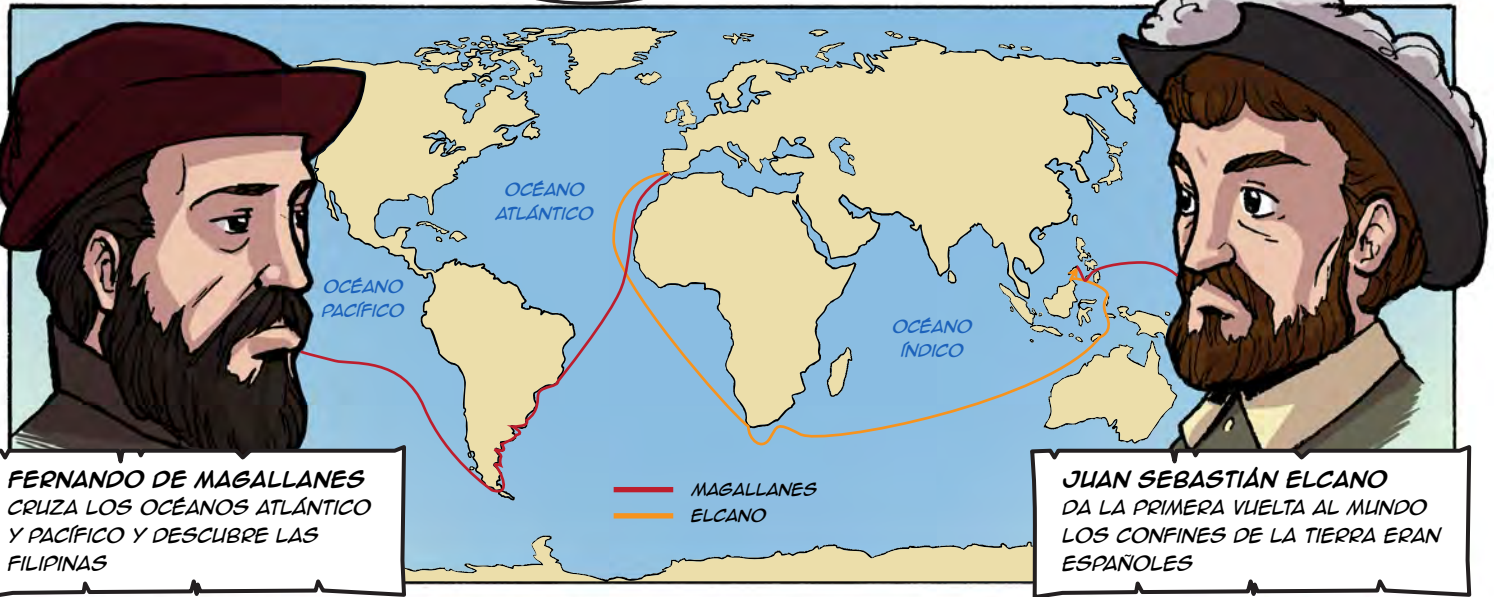 OCÉANO
ATLÁNTICO
OCÉANO
PACÍFICO
OCÉANO
ÍNDICO
MAGALLANES
ELCANO
FERNANDO DE MAGALLANES
CRUZA LOS OCÉANOS ATLÁNTICO
Y PACÍFICO Y DESCUBRE LAS
FILIPINAS
JUAN SEBASTIÁN ELCANO
DA LA PRIMERA VUELTA AL MUNDO
LOS CONFINES DE LA TIERRA ERAN
ESPAÑOLES